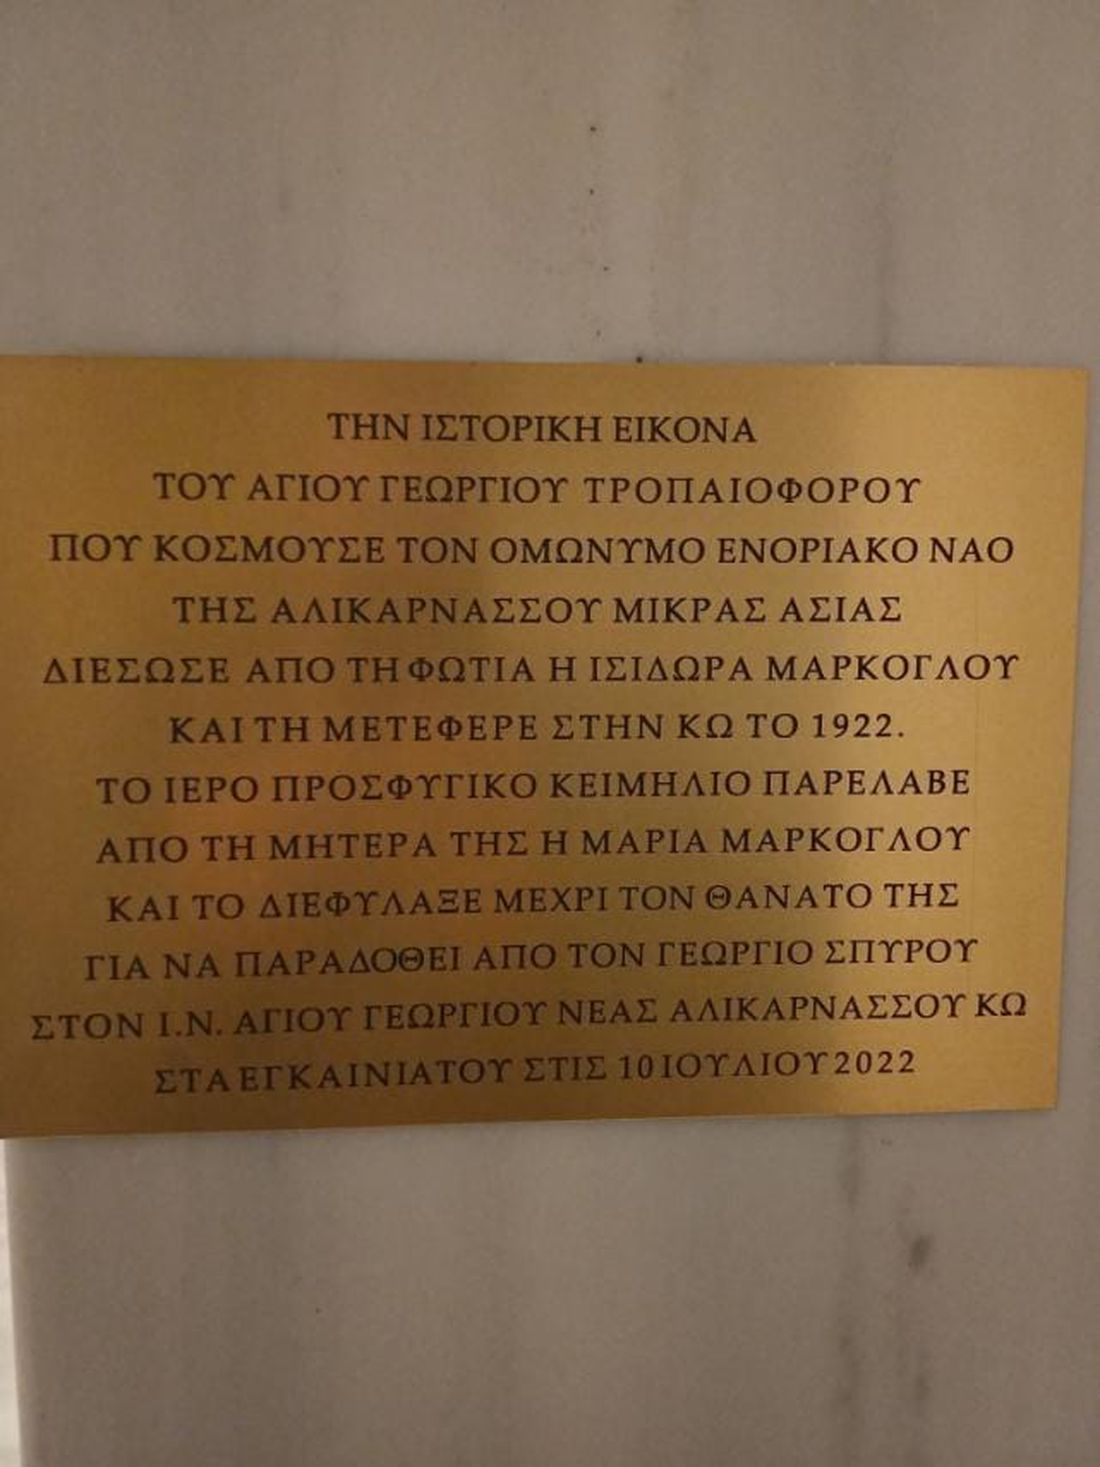 ΤΗΝ ΙΣΤΟΡΙΚΗ ΕΙΚΟΝΑ
ΤΟΥ ΑΓΙΟΥ ΓΕΩΡΓΙΟΥ ΤΡΟΠΑΙΟΦΟΡΟΥ
ΠΟΥ ΚΟΣΜΟΥΣΕ ΤΟΝ ΟΜΩΝΥΜΟ ΕΝΟΡΙΑΚΟ ΝΑΟ
ΤΗΣ ΑΛΙΚΑΡΝΑΣΣΟΥ ΜΙΚΡΑΣ ΑΣΙΑΣ
ΔΙΕΣΩΣΕ ΑΠΟ ΤΗ ΦΩΤΙΑ Η ΙΣΙΔΩΡΑ ΜΑΡΚΟΓΛΟΥ
ΚΑΙ ΤΗ ΜΕΤΕΦΕΡΕ ΣΤΗΝ ΚΩ ΤΟ 1922.
ΤΟ ΙΕΡΟ ΠΡΟΣΦΥΓΙΚΟ ΚΕΙΜΗΛΙΟ ΠΑΡΕΛΑΒΕ
ΑΠΟ ΤΗ ΜΗΤΕΡΑ ΤΗΣ Η ΜΑΡΙΑ ΜΑΡΚΟΓΛΟΥ
ΚΑΙ ΤΟ ΔΙΕΦΥΛΑΞΕ ΜΕΧΡΙ ΤΟΝ ΘΑΝΑΤΟ ΤΗΣ
ΓΙΑ ΝΑ ΠΑΡΑΔΟΘΕΙ ΑΠΟ ΤΟΝ ΓΕΩΡΓΙΟ ΣΠΥΡΟΥ
ΣΤΟΝ Ι.Ν. ΑΓΙΟΥ ΓΕΩΡΓΙΟΥ ΝΕΑΣ ΑΛΙΚΑΡΝΑΣΣΟΥ ΚΩ
ΣΤΑ ΕΓΚΑΙΝΙΑ ΤΟΥ ΣΤΙΣ 10 ΙΟΥΛΙΟΥ 2022